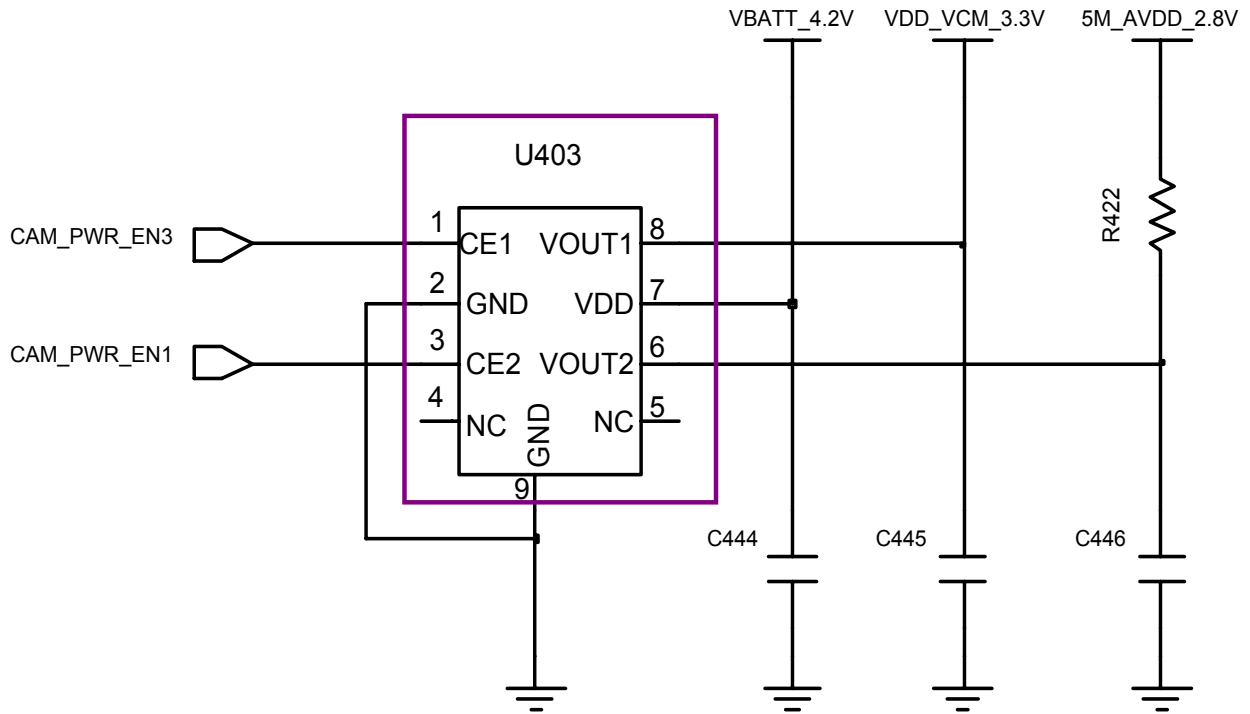 VBATT_4.2V VDD_VCM_3.3V 5M_AVDD_2.8V
U403
R422
CAM_PWR_EN3 1 CE1 VOUT1 8
2 GND VDD 7
CAM_PWR_EN1 3 CE2 VOUT2 6
4 NC GND NC 5
9
C444 C445 C446